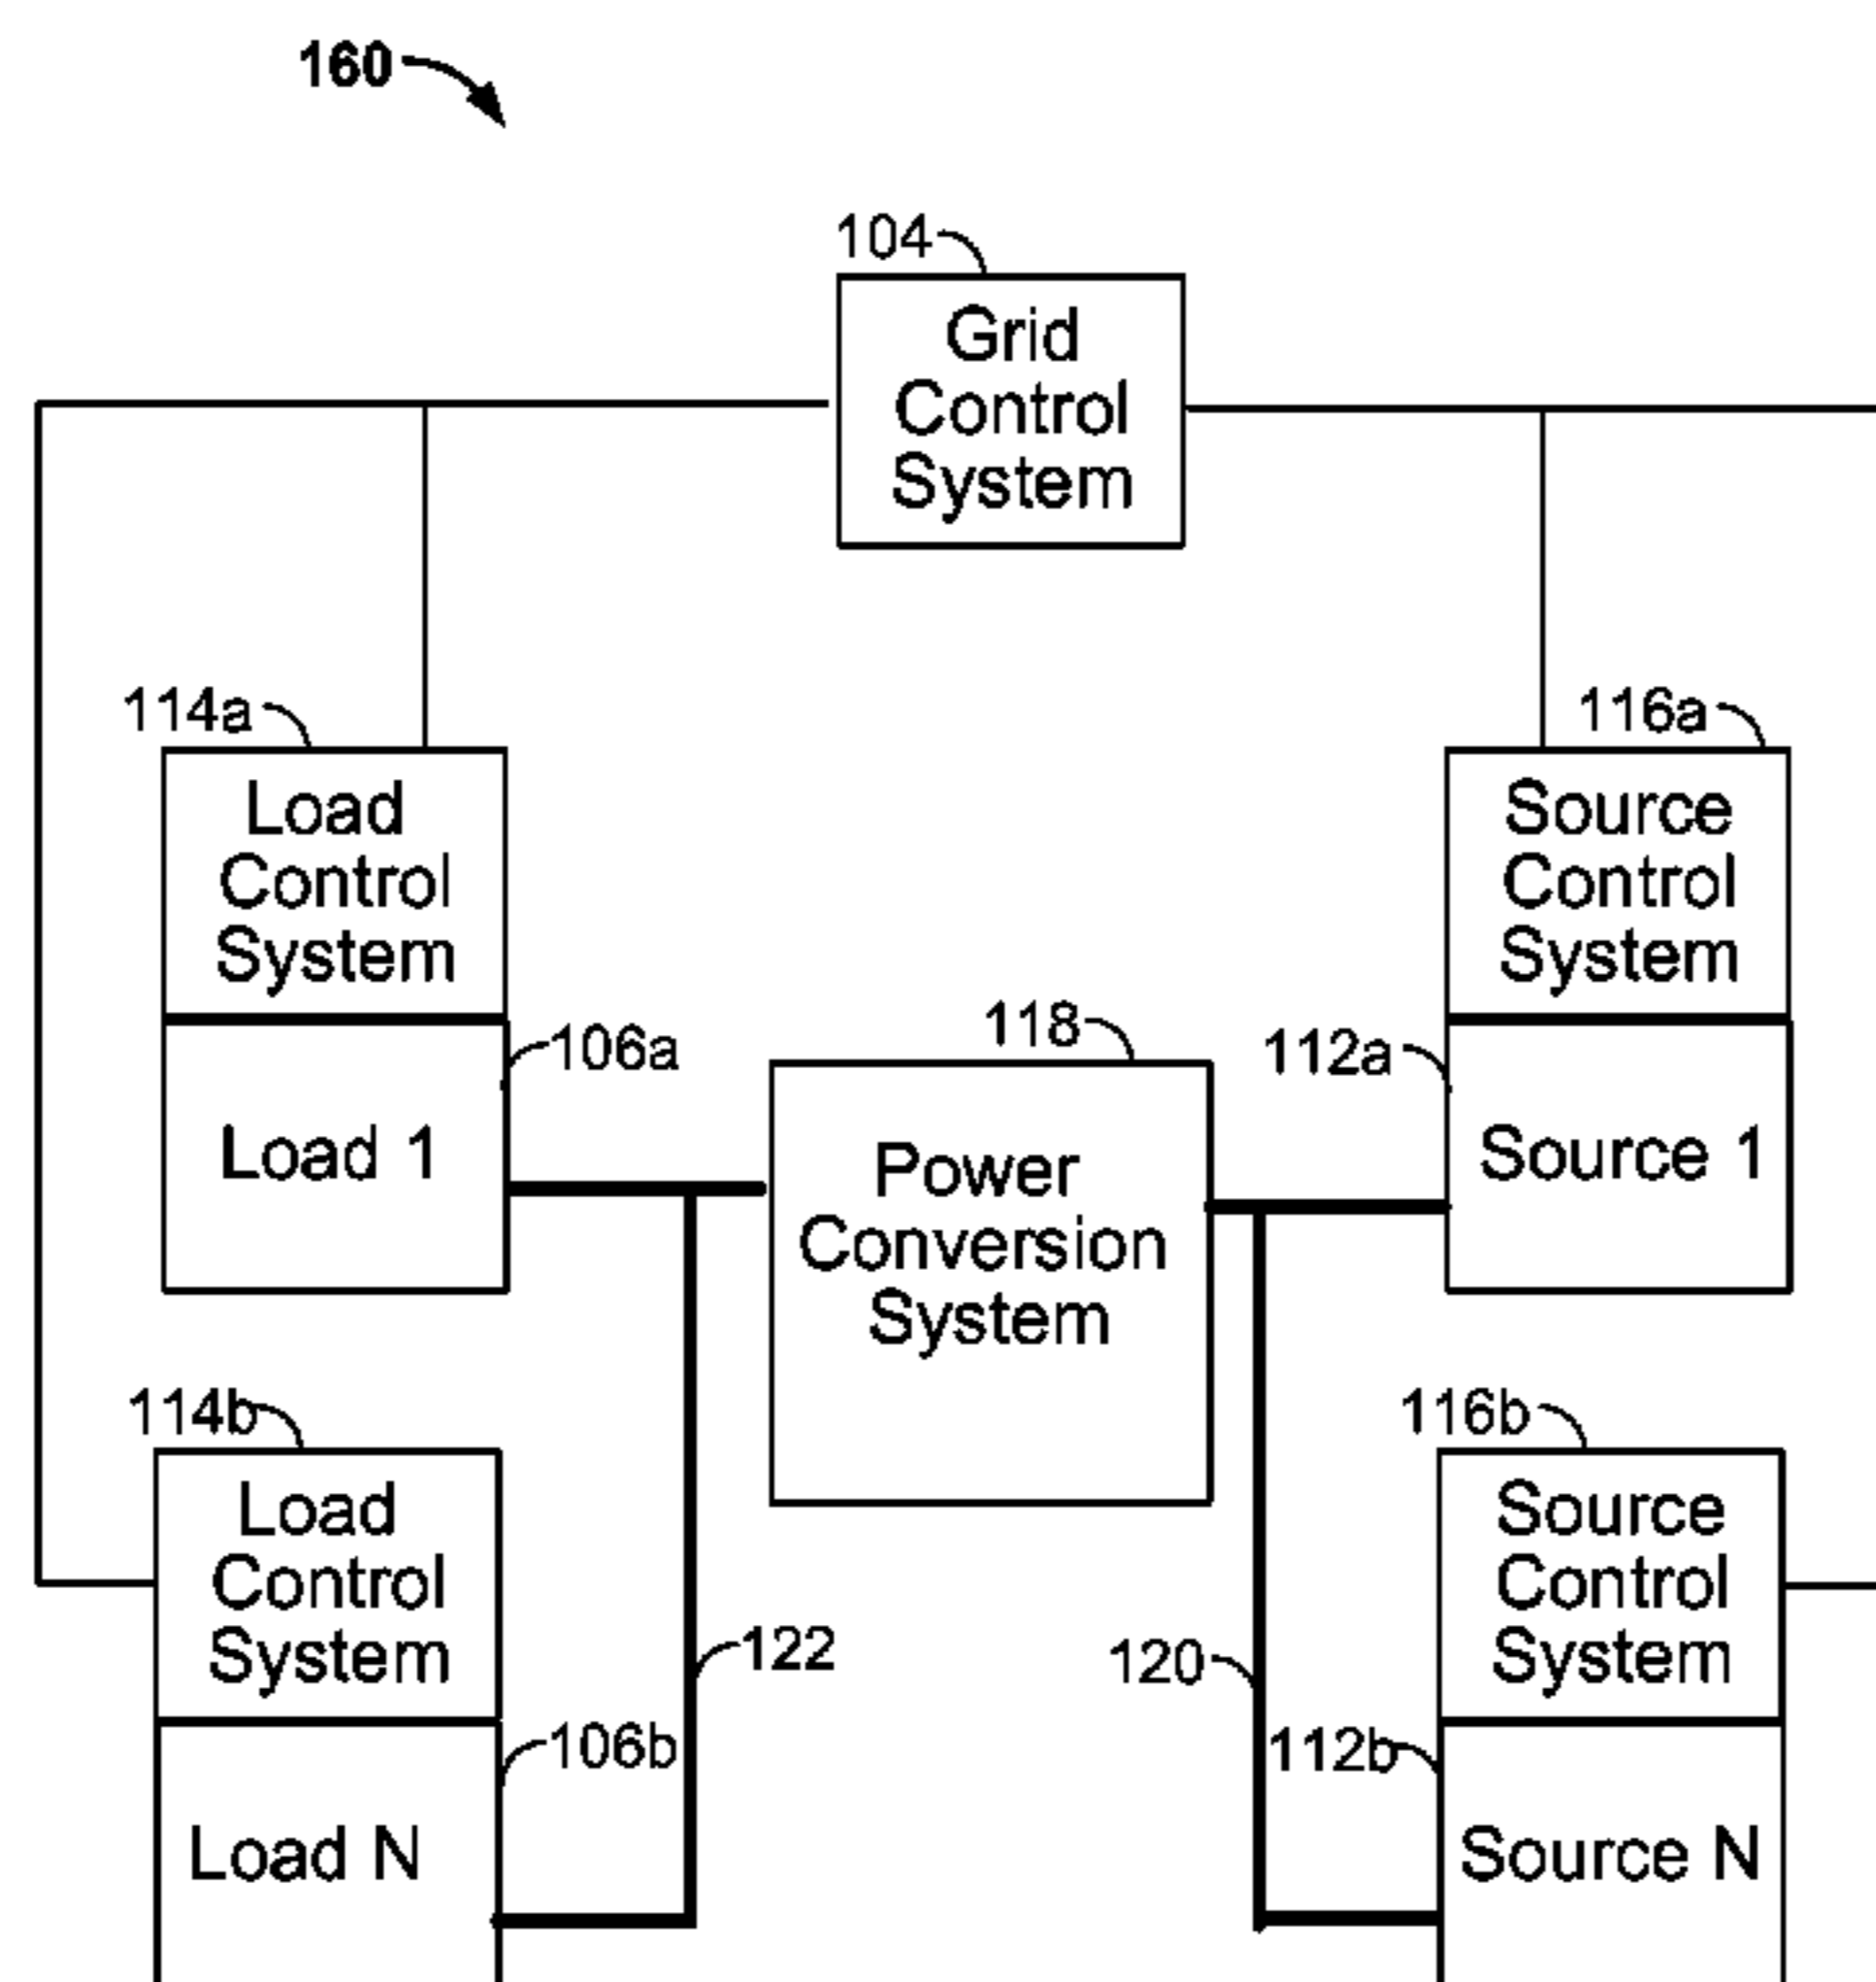 160
104
Grid
Control
System
114a
Load
Control
System
116a
Source
Control
System
106a
Load 1
118
Power
Conversion
System
112a
Source 1
114b
Load
Control
System
116b
Source
Control
System
122
120
106b
Load N
112b
Source N